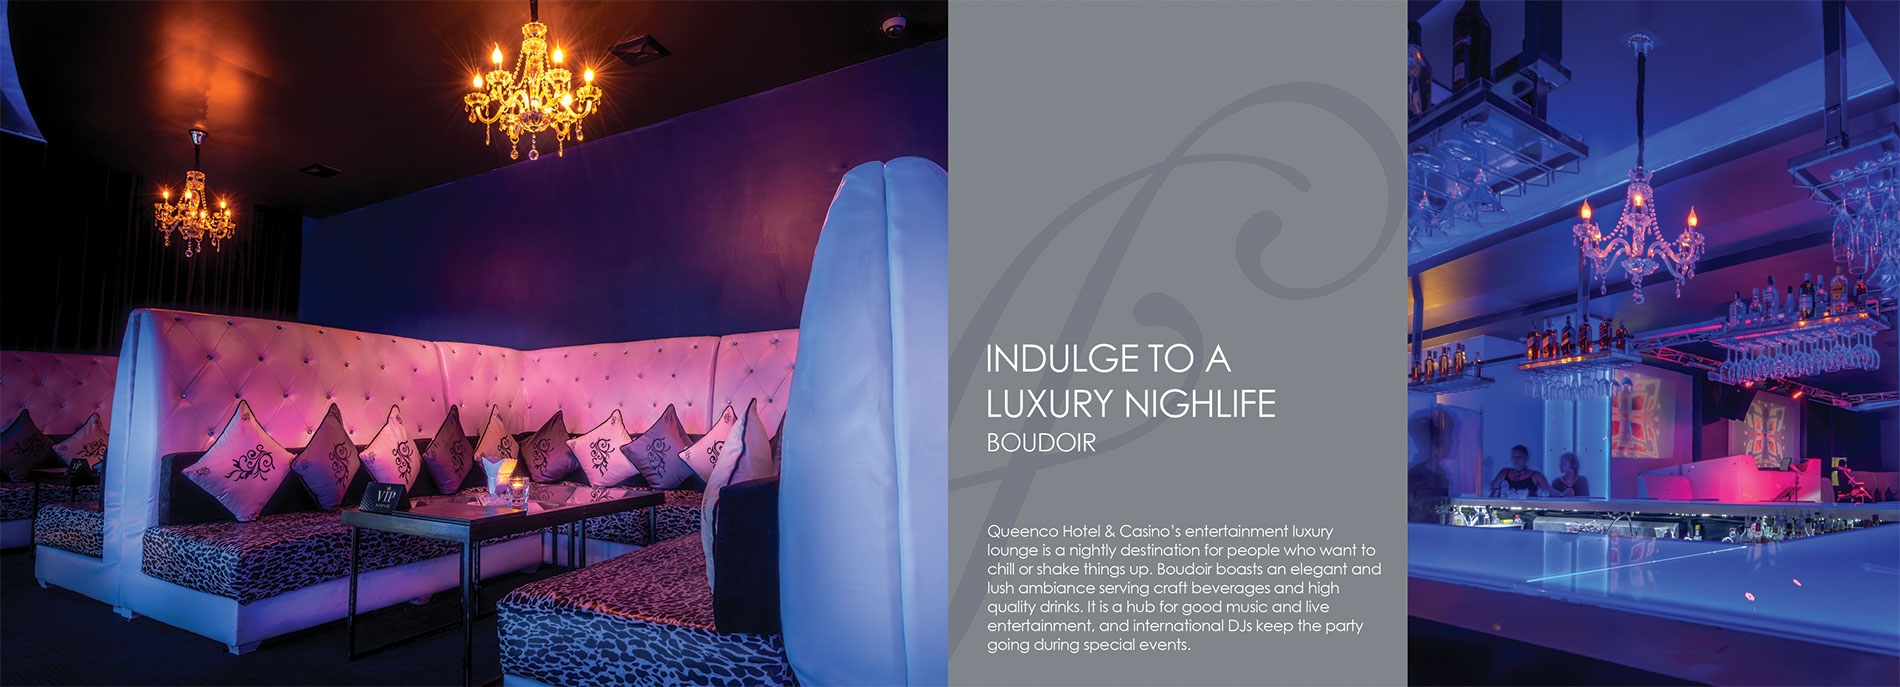 VIP
INDULGE TO A
LUXURY NIGHLIFE
BOUDOIR
Queenco Hotel & Casino's entertainment luxury
lounge is a nightly destination for people who want to
chill or shake things up. Boudoir boasts an elegant and
lush ambiance serving craft beverages and high
quality drinks. It is a hub for good music and live
entertainment, and international DJs keep the party
going during special events.